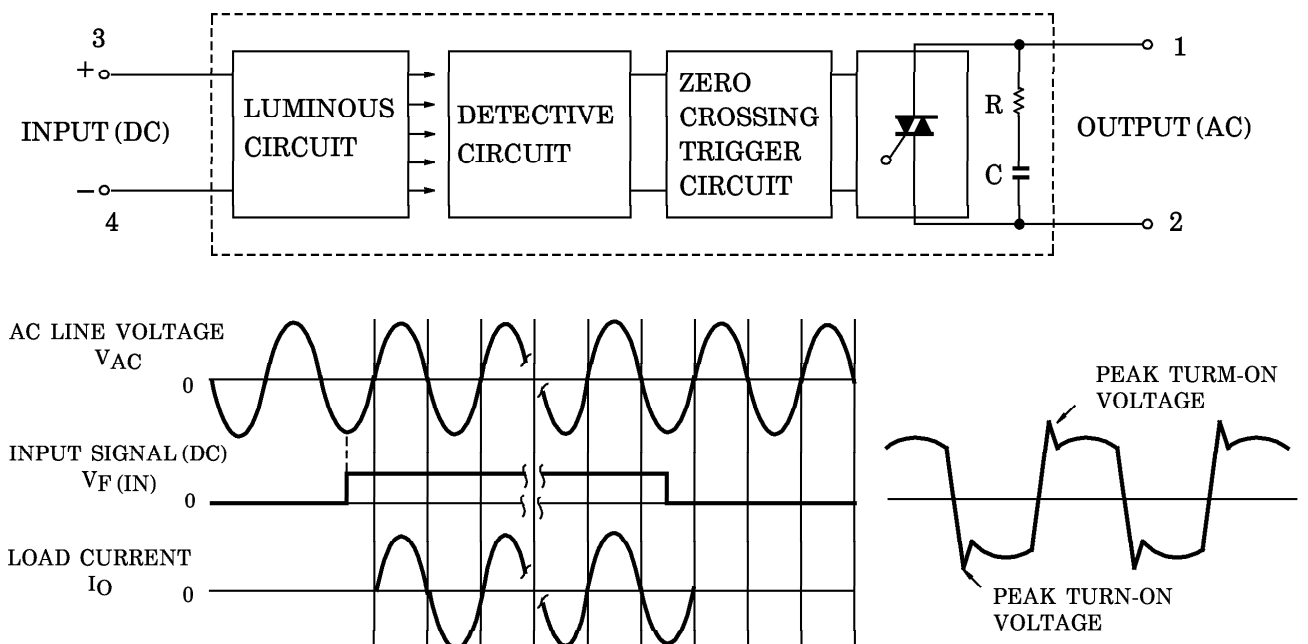 3
+
INPUT (DC)
−
4
LUMINOUS
CIRCUIT
DETECTIVE
CIRCUIT
ZERO
CROSSING
TRIGGER
CIRCUIT
R
C
1
OUTPUT (AC)
2
AC LINE VOLTAGE
VAC
0
INPUT SIGNAL (DC)
VF (IN)
0
LOAD CURRENT
IO
0
PEAK TURM-ON
VOLTAGE
PEAK TURN-ON
VOLTAGE